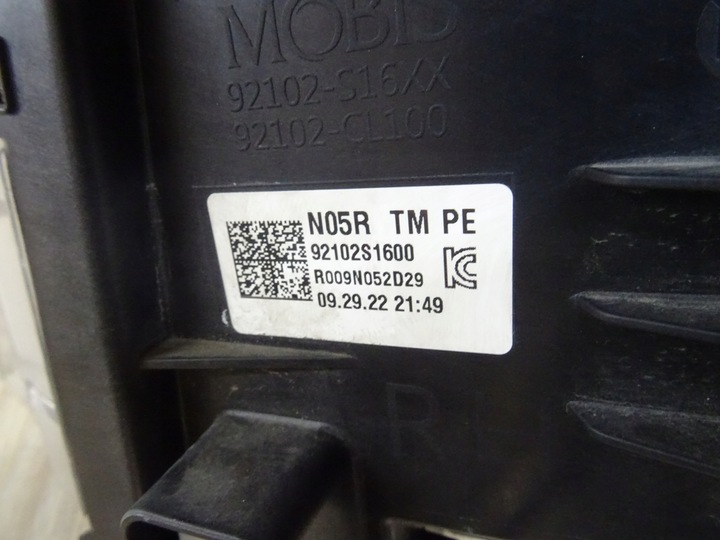 MOBIS
92102-S16XX
92102-CL100
N05R TM PE
92102S1600
R009N052D29
09.29.22 21:49